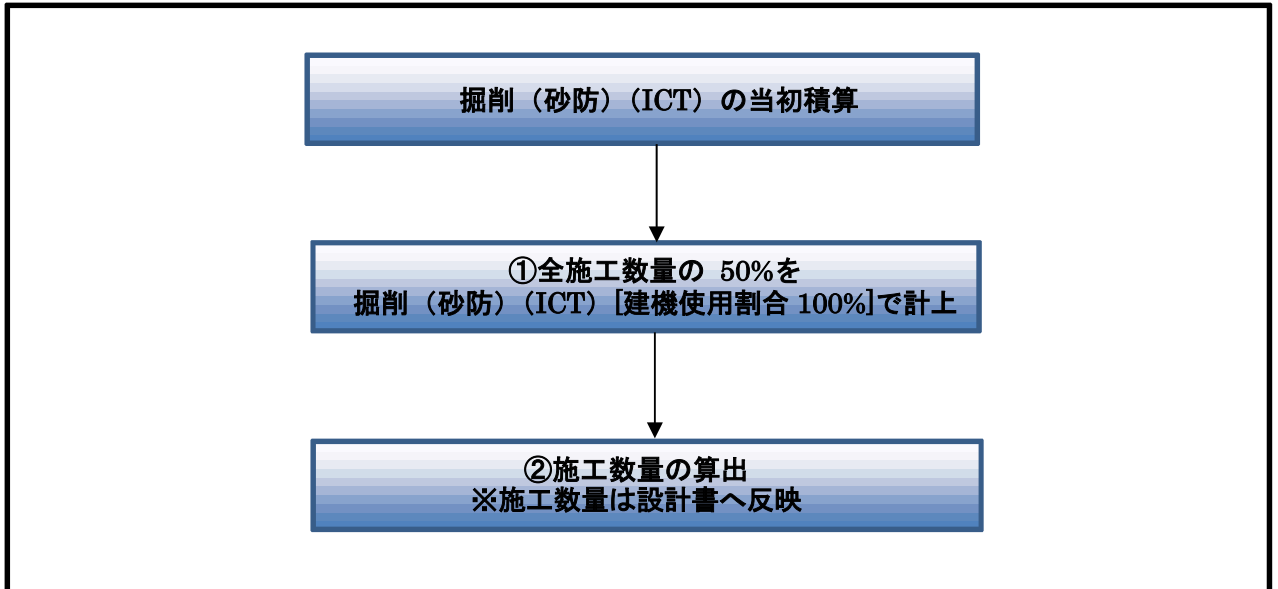 掘削（砂防）（ICT）の当初積算
①全施工数量の 50%を
掘削（砂防）（ICT）[建機使用割合 100%]で計上
②施工数量の算出
※施工数量は設計書へ反映